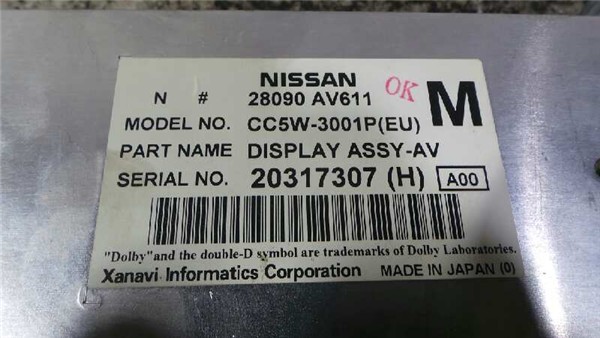 NISSAN
N # 28090 AV611 OK M
MODEL NO. CC5W-3001P(EU)
PART NAME DISPLAY ASSY-AV
SERIAL NO. 20317307 (H) A00
"Dolby"and the double-D symbol are trademarks of Dolby Laboratories.
Xanavi Informatics Corporation MADE IN JAPAN (0)